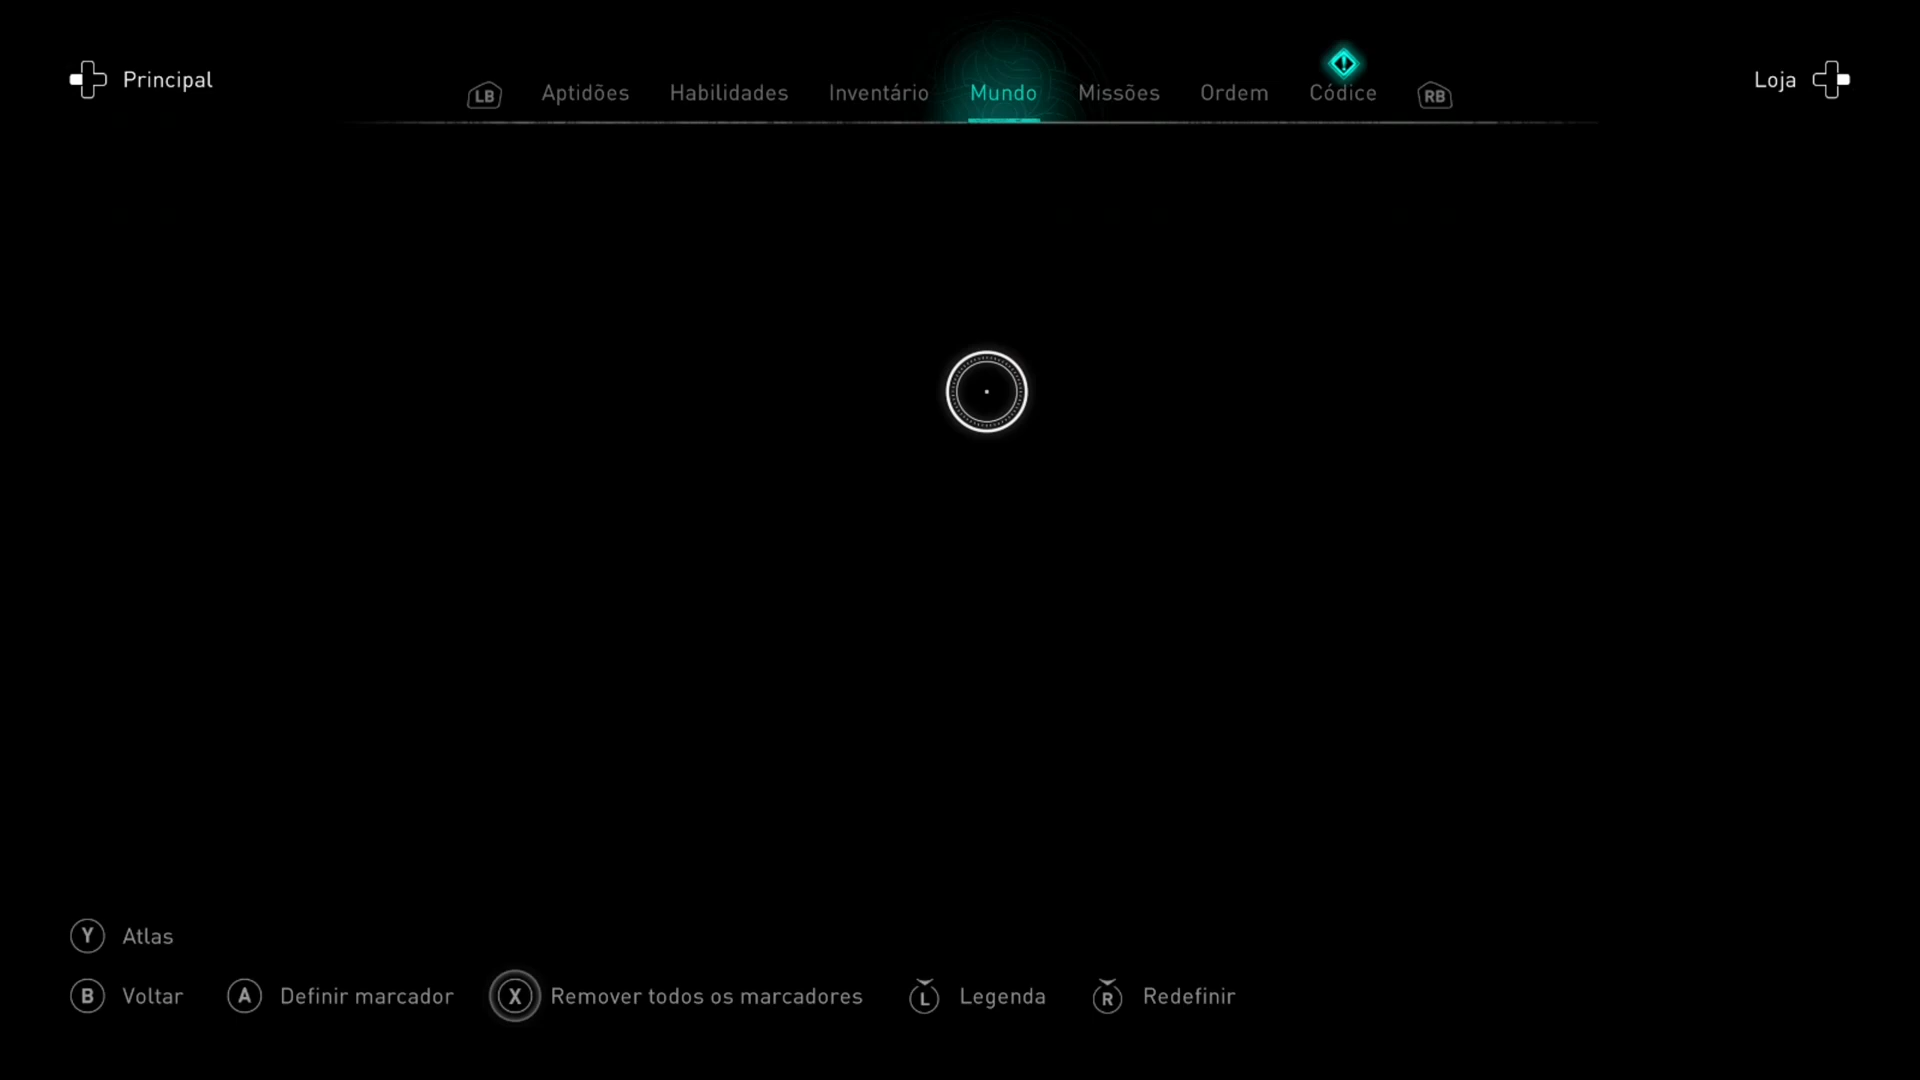 Principal
LB Aptidões Habilidades Inventário Mundo Missões Ordem Códice RB
Loja
Y Atlas
B Voltar A Definir marcador X Remover todos os marcadores L Legenda R Redefinir